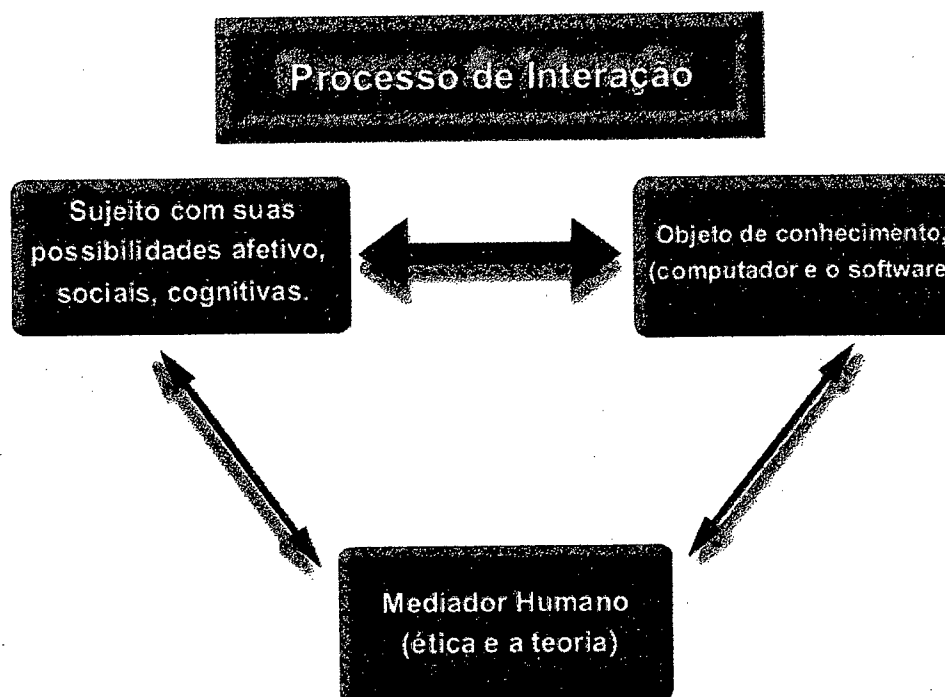 Processo de Interação
Sujeito com suas
possibilidades afetivo,
sociais, cognitivas.
Objeto de conhecimento,
(computador e o software
Mediador Humano
(ética e a teoria)